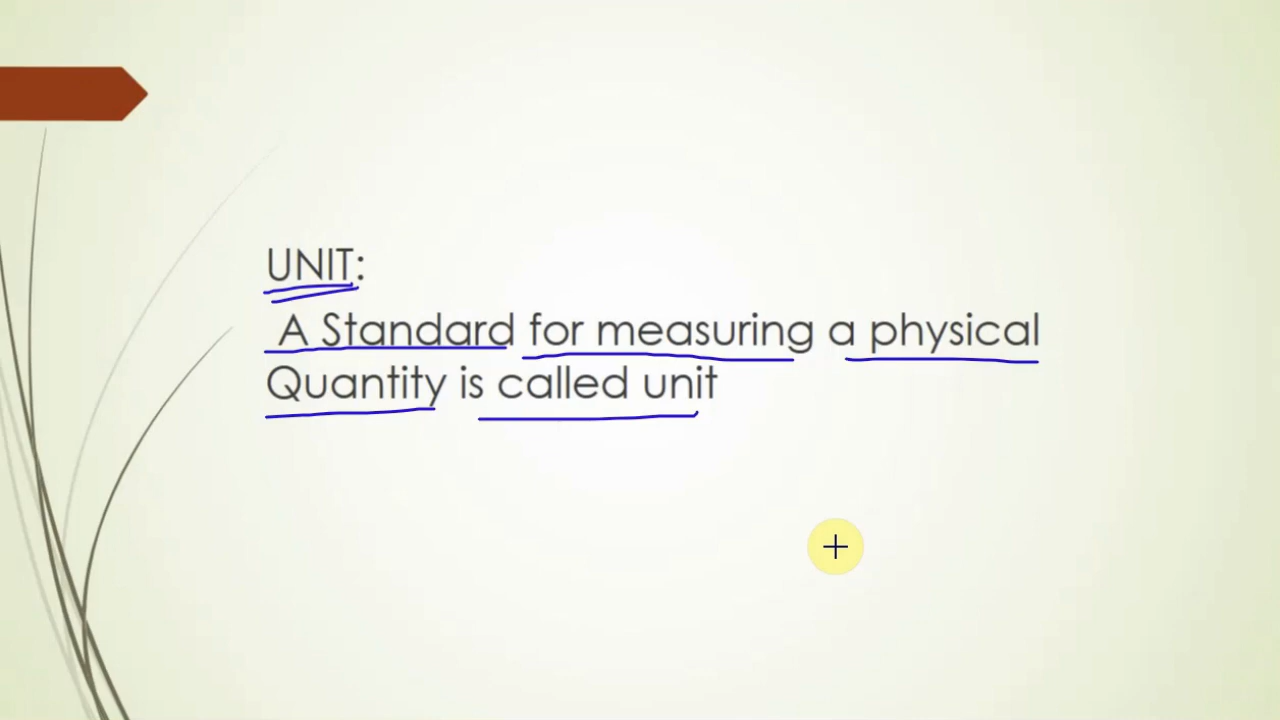 UNIT:
A Standard for measuring a physical
Quantity is called unit